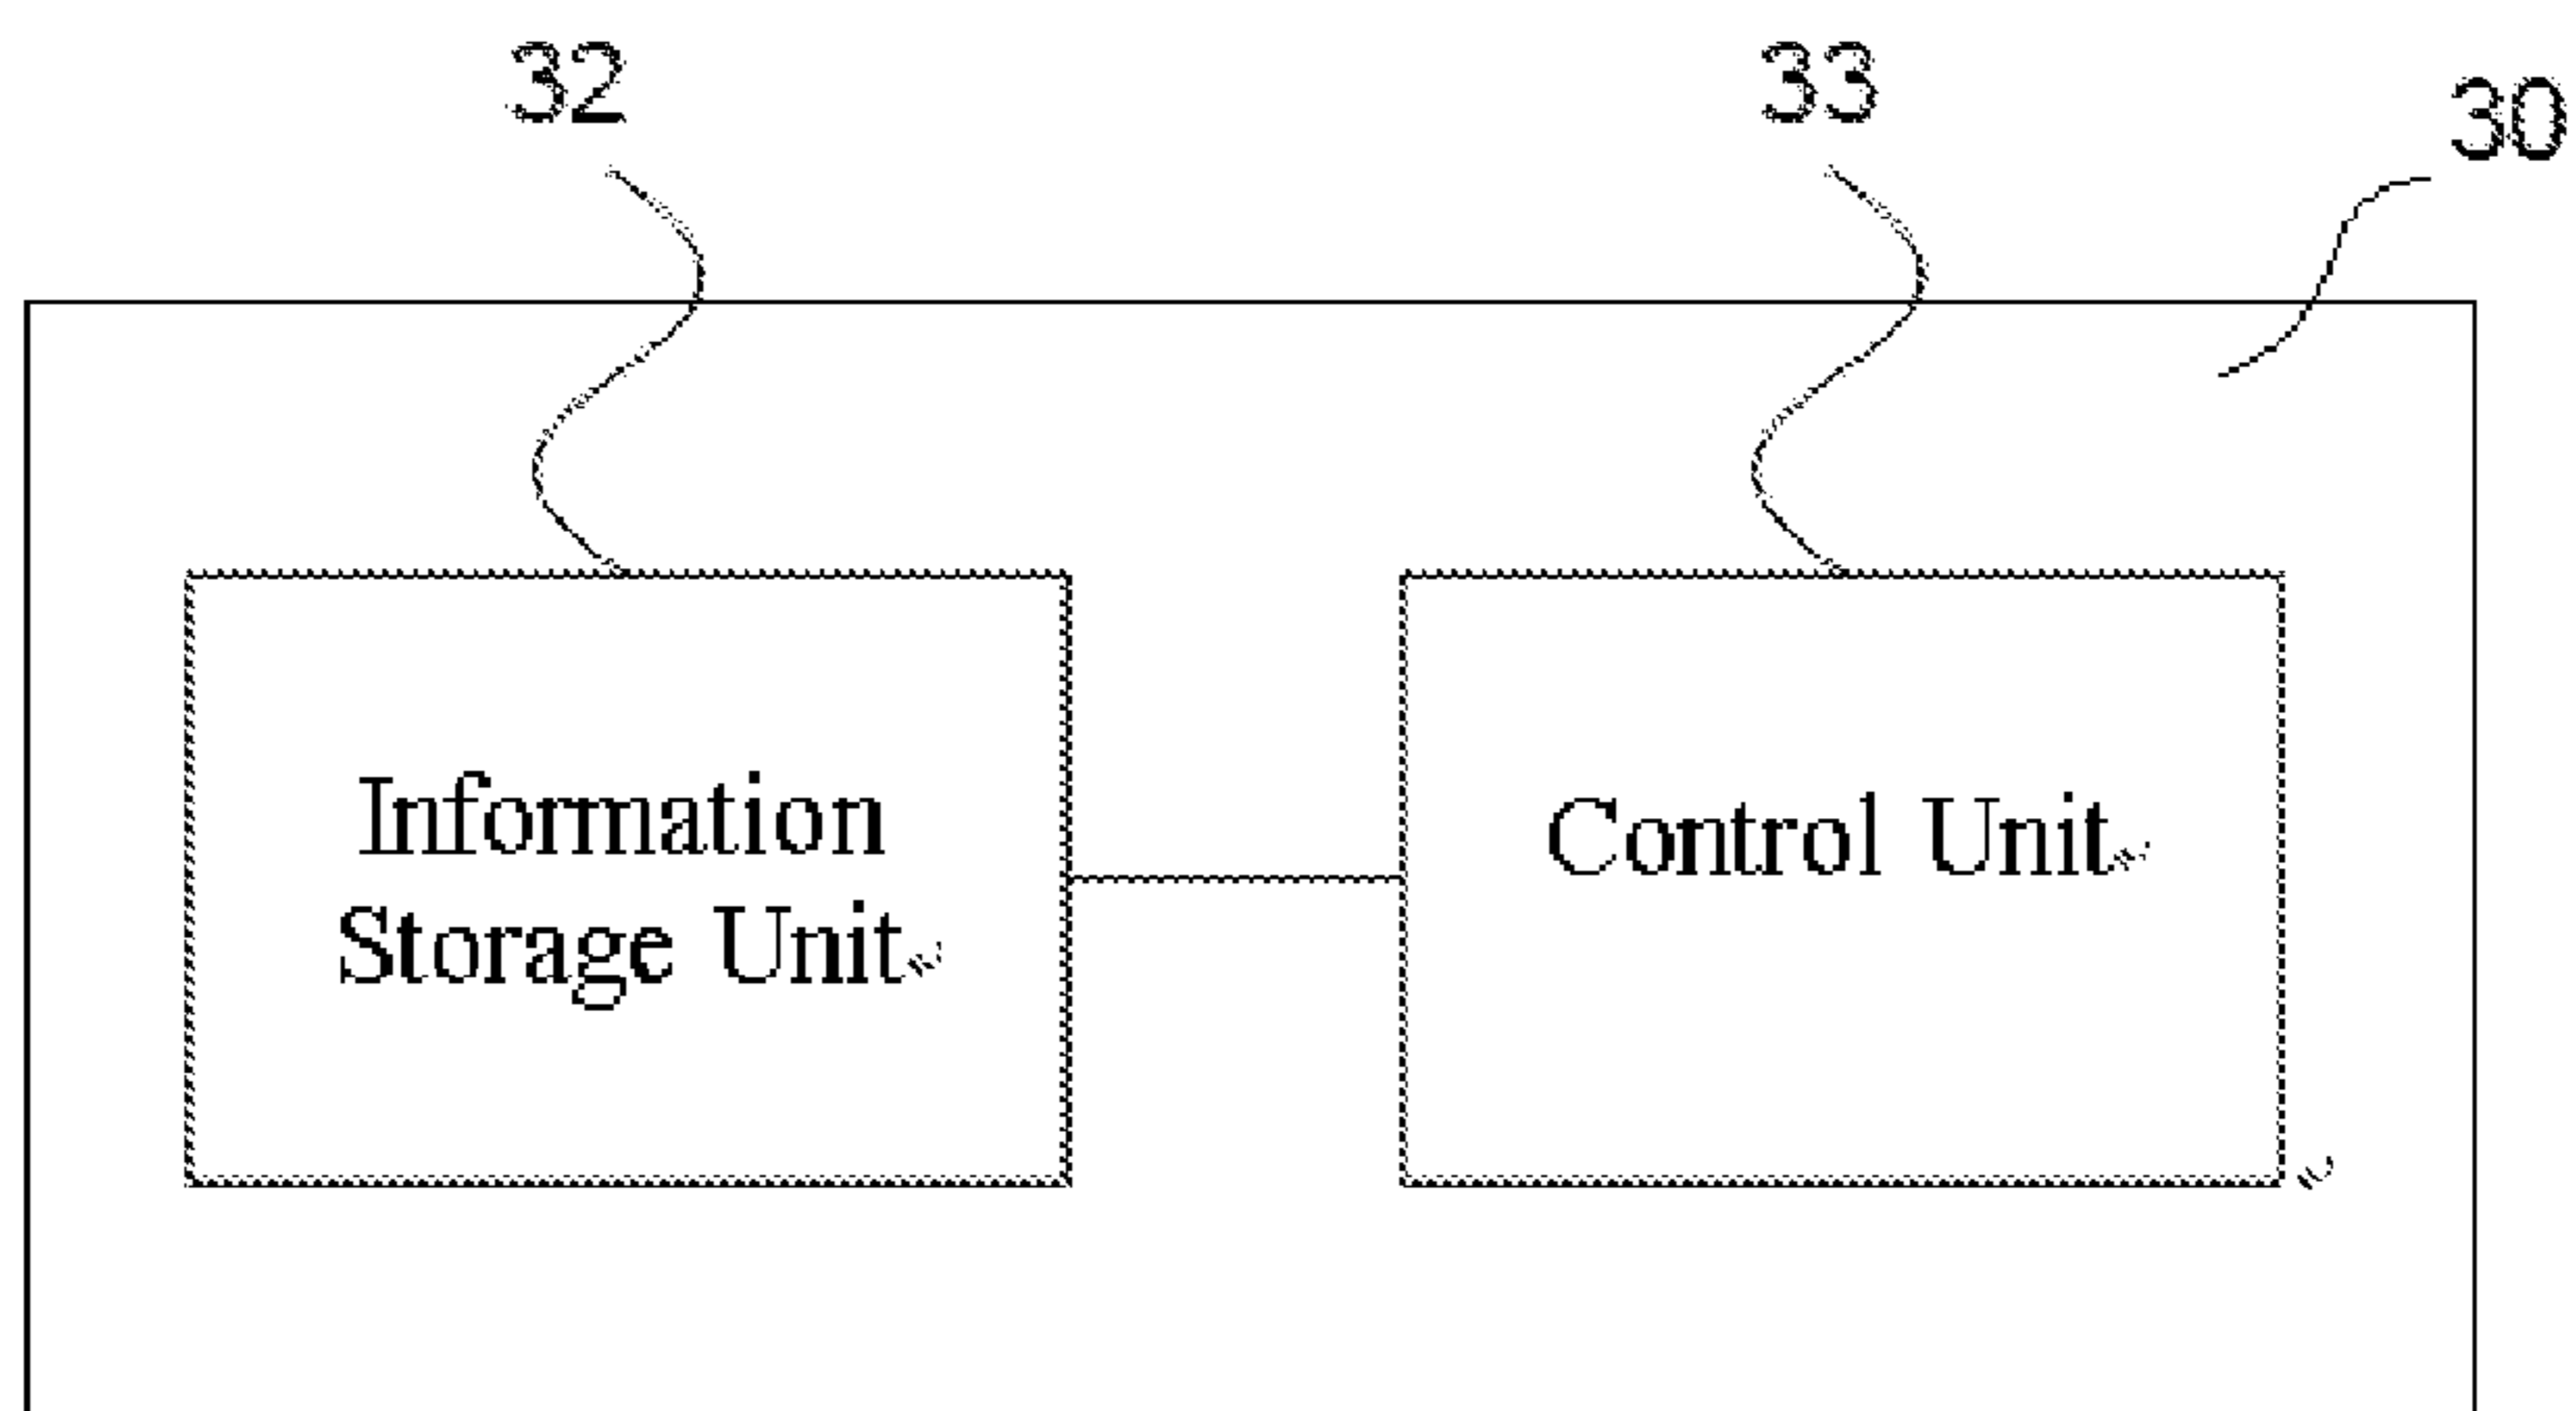 32
33
30
Information
Storage Unit
Control Unit